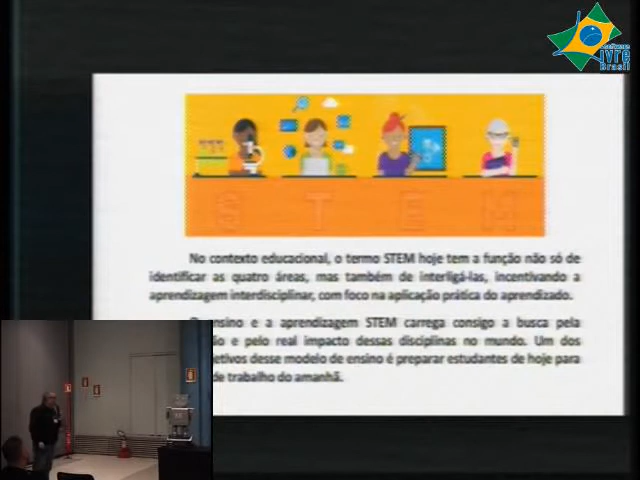 Software
livre
Brasil
S T E M
No contexto educacional, o termo STEM hoje tem a função não só de
identificar as quatro áreas, mas também de interligá-las, incentivando a
aprendizagem interdisciplinar, com foco na aplicação prática do aprendizado.
ensino e a aprendizagem STEM carrega consigo a busca pela
e pelo real impacto dessas disciplinas no mundo. Um dos
desse modelo de ensino é preparar estudantes de hoje para
de trabalho do amanhã.